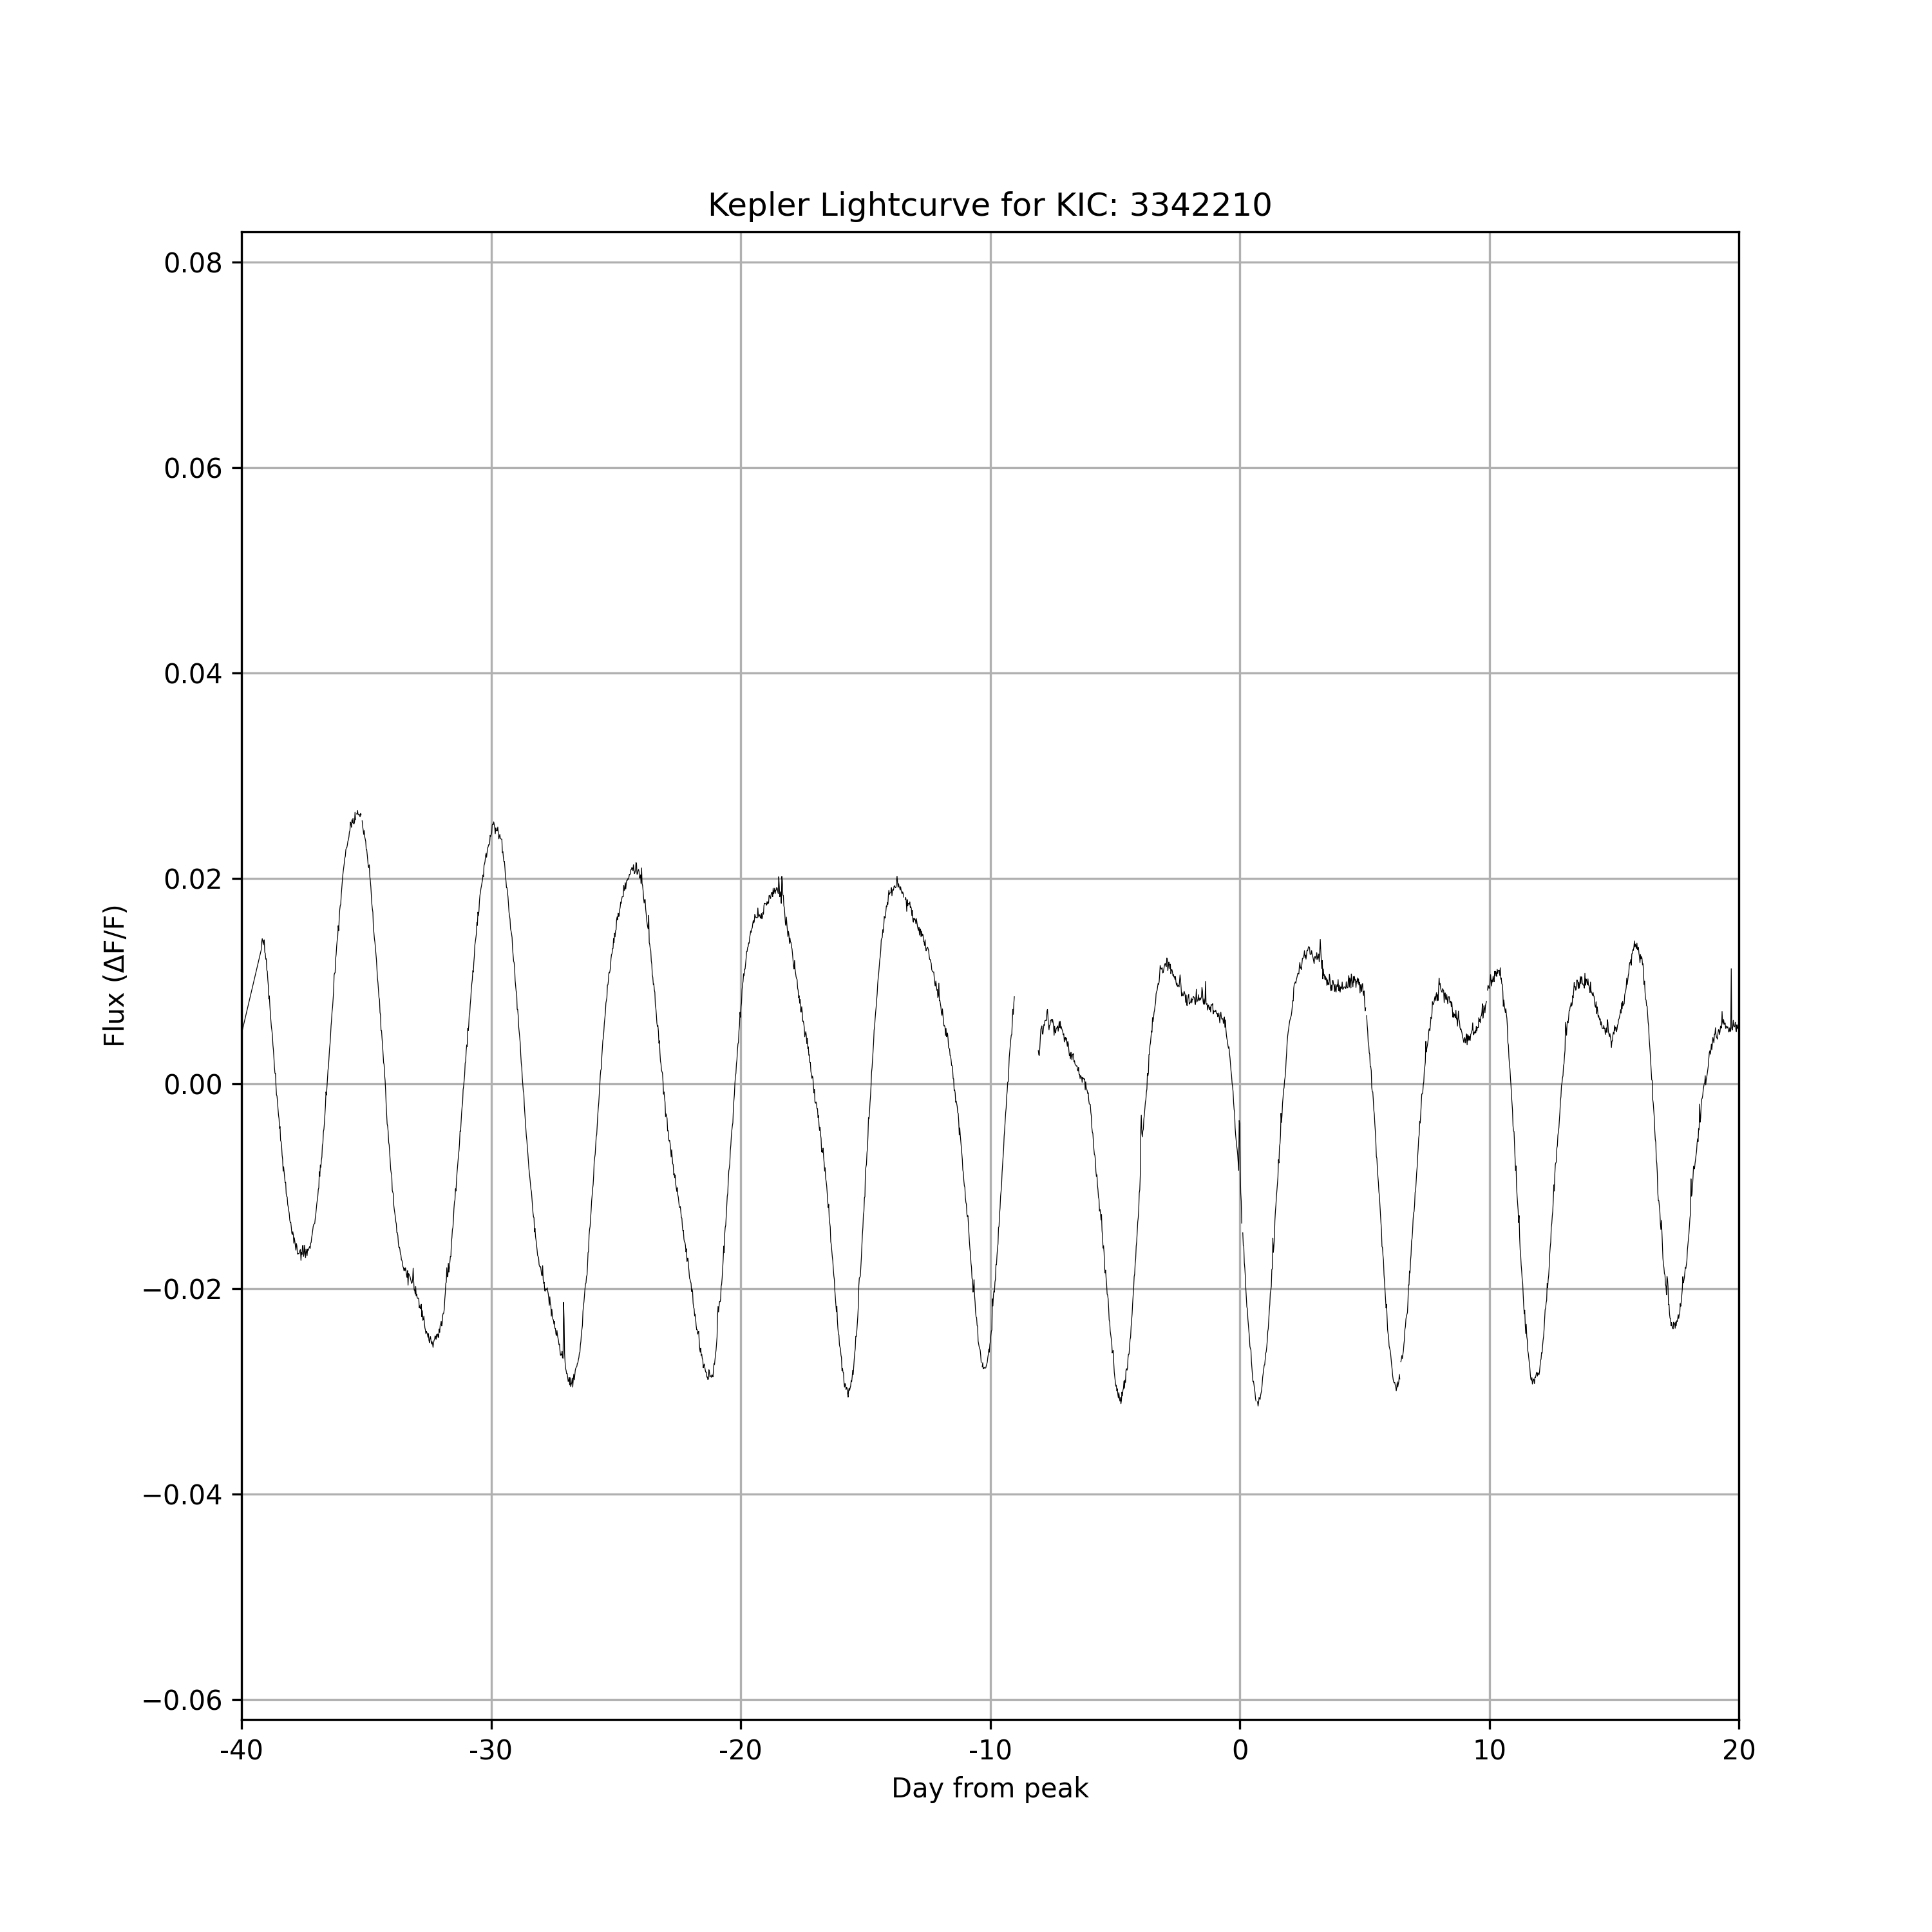 Kepler Lightcurve for KIC: 3342210
0.08
0.06
0.04
0.02
0.00
−0.02
−0.04
−0.06
Flux (ΔF/F)
-40 -30 -20 -10 0 10 20
Day from peak